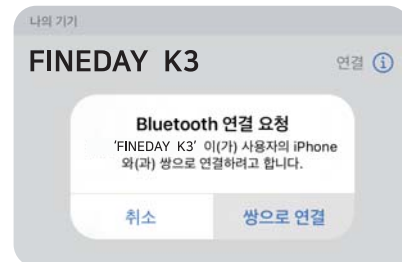 나의 기기
FINEDAY K3 연결
Bluetooth 연결 요청
'FINEDAY K3' 이(가) 사용자의 iPhone
와(과) 쌍으로 연결하려고 합니다.
취소 쌍으로 연결